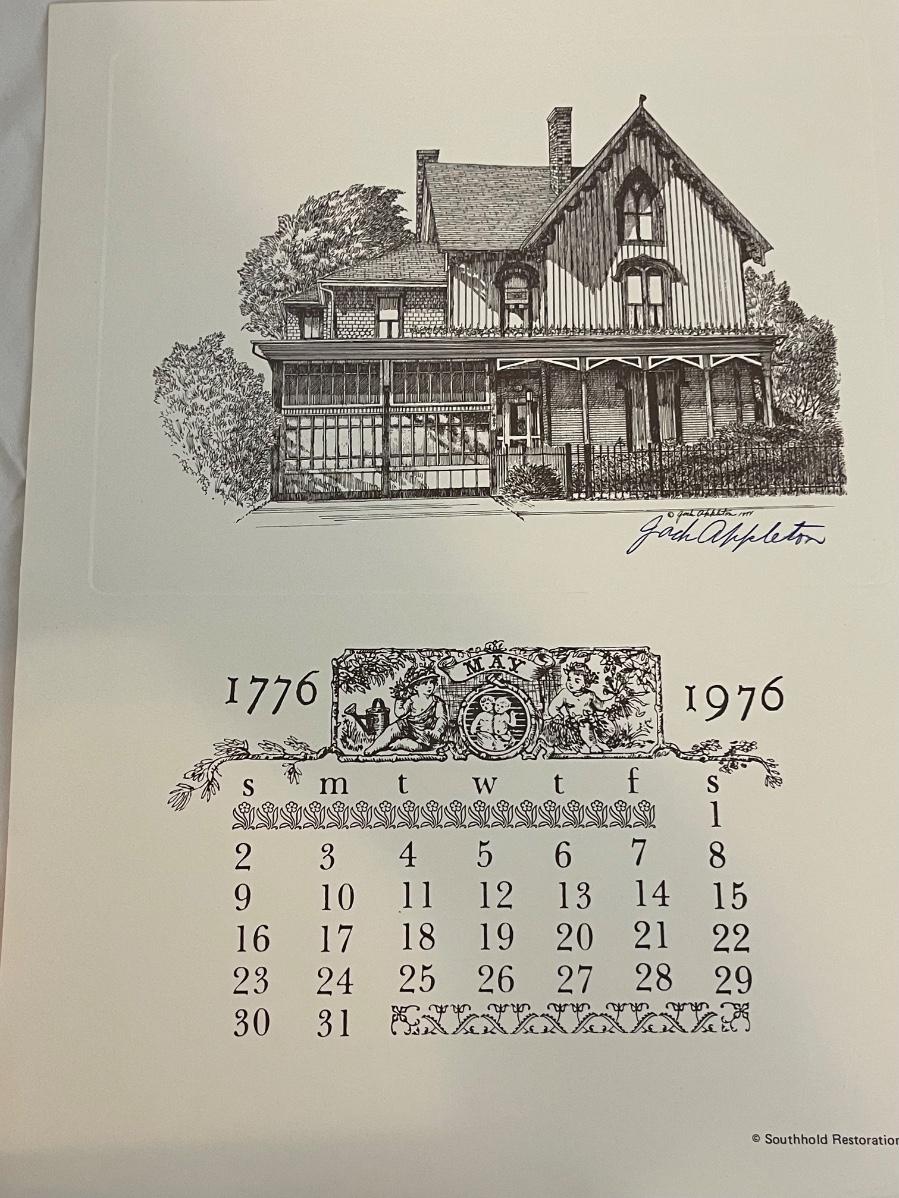 © Jack Appleton
Jack Appleton
1776 MAY 1976
s m t w t f s
1
2 3 4 5 6 7 8
9 10 11 12 13 14 15
16 17 18 19 20 21 22
23 24 25 26 27 28 29
30 31
© Southhold Restoration